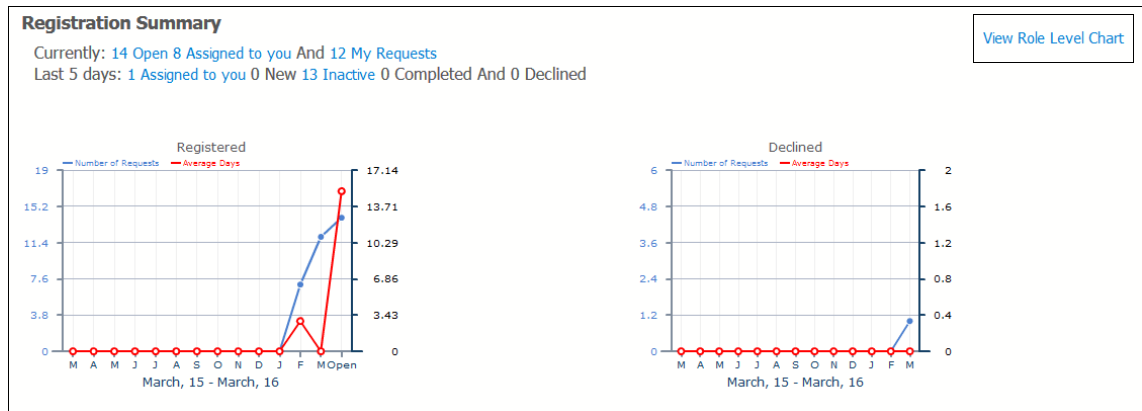 Registration Summary
View Role Level Chart
Currently: 14 Open 8 Assigned to you And 12 My Requests
Last 5 days: 1 Assigned to you 0 New 13 Inactive 0 Completed And 0 Declined
Registered
Number of Requests Average Days
19 17.14
15.2 13.71
11.4 10.29
7.6 6.86
3.8 3.43
0 0
M A M J J A S O N D J F M Open
March, 15 - March, 16
Declined
Number of Requests Average Days
6 2
4.8 1.6
3.6 1.2
2.4 0.8
1.2 0.4
0 0
M A M J J A S O N D J F M
March, 15 - March, 16